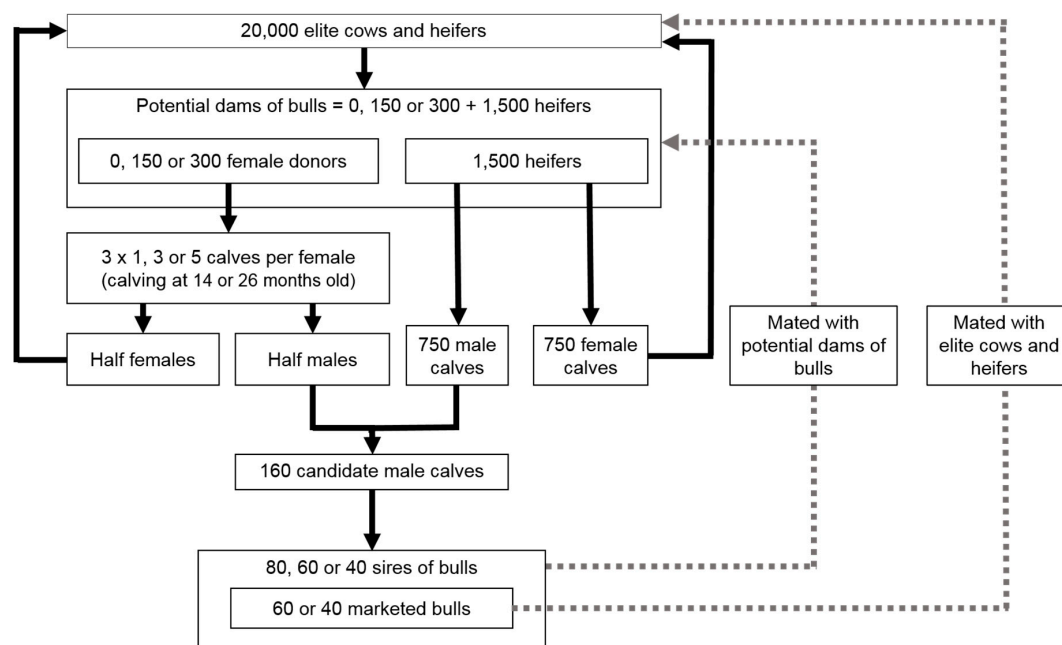 20,000 elite cows and heifers
Potential dams of bulls = 0, 150 or 300 + 1,500 heifers
0, 150 or 300 female donors
1,500 heifers
3 x 1, 3 or 5 calves per female
(calving at 14 or 26 months old)
Half females
Half males
750 male
calves
750 female
calves
Mated with
potential dams of
bulls
Mated with
elite cows and
heifers
160 candidate male calves
80, 60 or 40 sires of bulls
60 or 40 marketed bulls